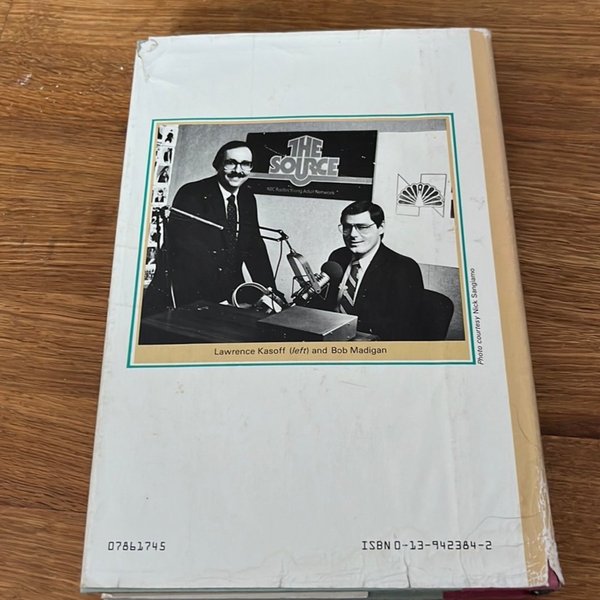 THE
SOURCE
NBC Radio's Young Adult Network
Lawrence Kasoff (left) and Bob Madigan
Photo courtesy Nick Sangiamo
07861745
ISBN 0-13-942384-2